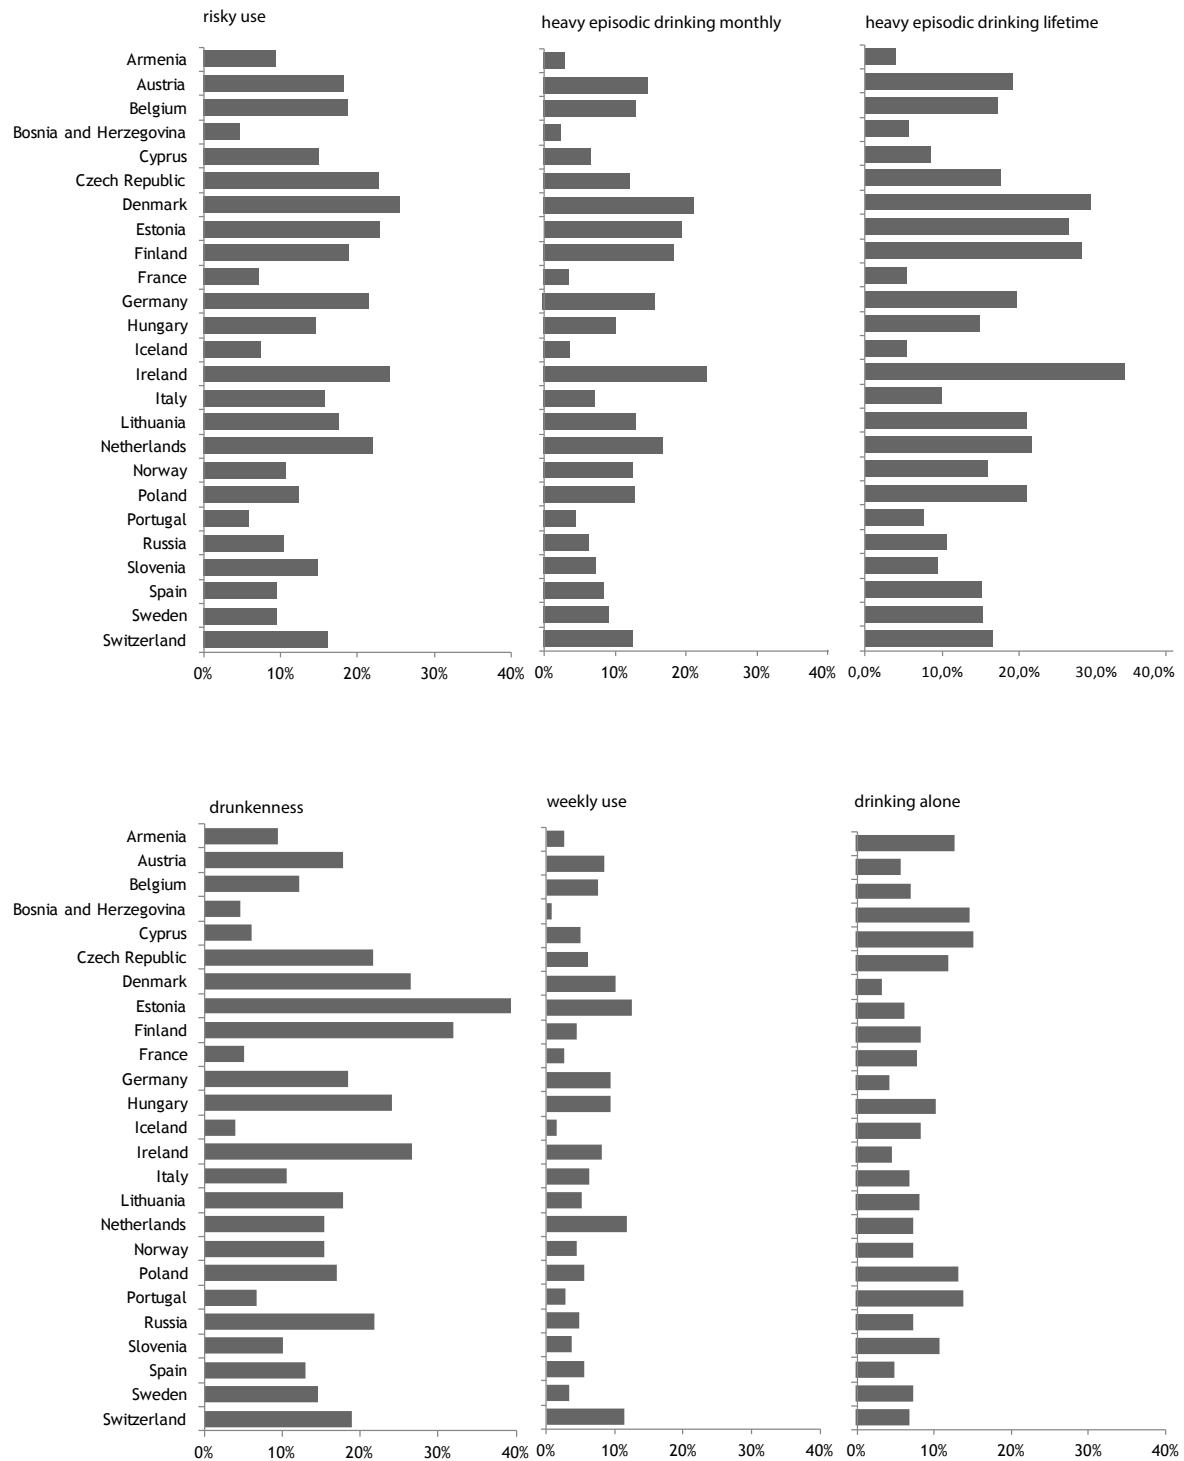 risky use
heavy episodic drinking monthly
heavy episodic drinking lifetime
Armenia
Austria
Belgium
Bosnia and Herzegovina
Cyprus
Czech Republic
Denmark
Estonia
Finland
France
Germany
Hungary
Iceland
Ireland
Italy
Lithuania
Netherlands
Norway
Poland
Portugal
Russia
Slovenia
Spain
Sweden
Switzerland
0% 10% 20% 30% 40%
0% 10% 20% 30% 40%
0,0% 10,0% 20,0% 30,0% 40,0%
drunkenness
weekly use
drinking alone
Armenia
Austria
Belgium
Bosnia and Herzegovina
Cyprus
Czech Republic
Denmark
Estonia
Finland
France
Germany
Hungary
Iceland
Ireland
Italy
Lithuania
Netherlands
Norway
Poland
Portugal
Russia
Slovenia
Spain
Sweden
Switzerland
0% 10% 20% 30% 40%
0% 10% 20% 30% 40%
0% 10% 20% 30% 40%